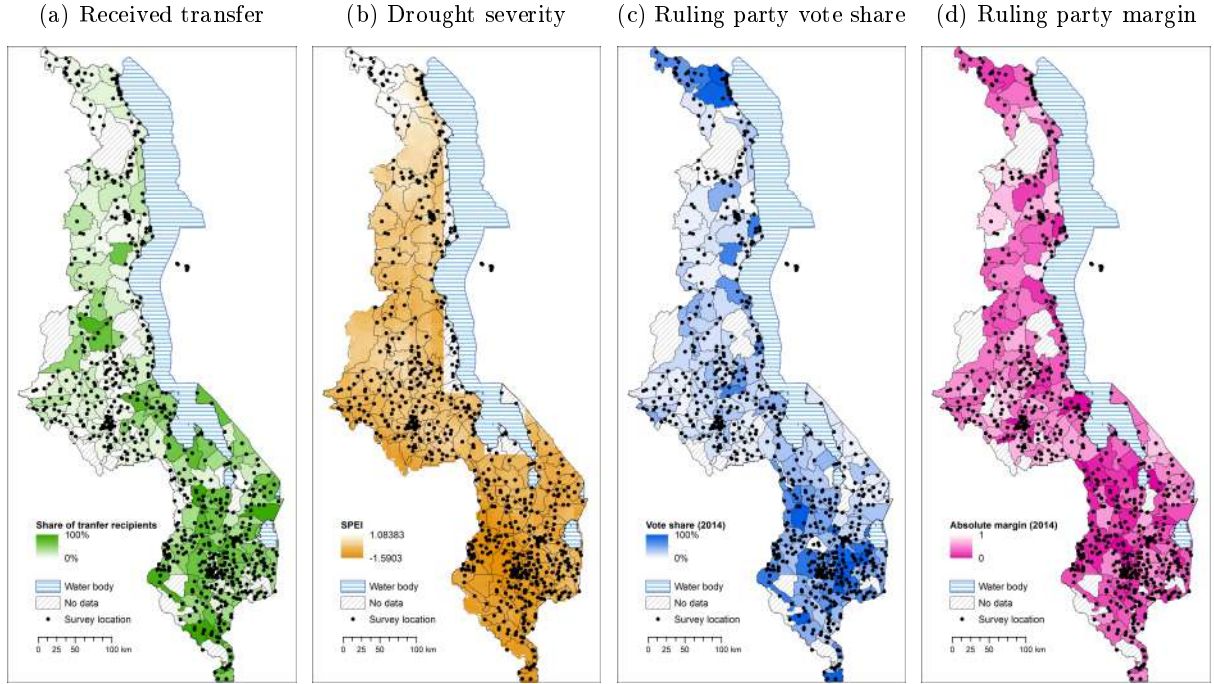 (a) Received transfer
(b) Drought severity
(c) Ruling party vote share
(d) Ruling party margin
Share of tranfer recipients
100%
0%
Water body
No data
Survey location
0 25 50 100 km
SPEI
1.08383
-1.5903
Water body
No data
Survey location
0 25 50 100 km
Vote share (2014)
100%
0%
Water body
No data
Survey location
0 25 50 100 km
Absolute margin (2014)
1
0
Water body
No data
Survey location
0 25 50 100 km